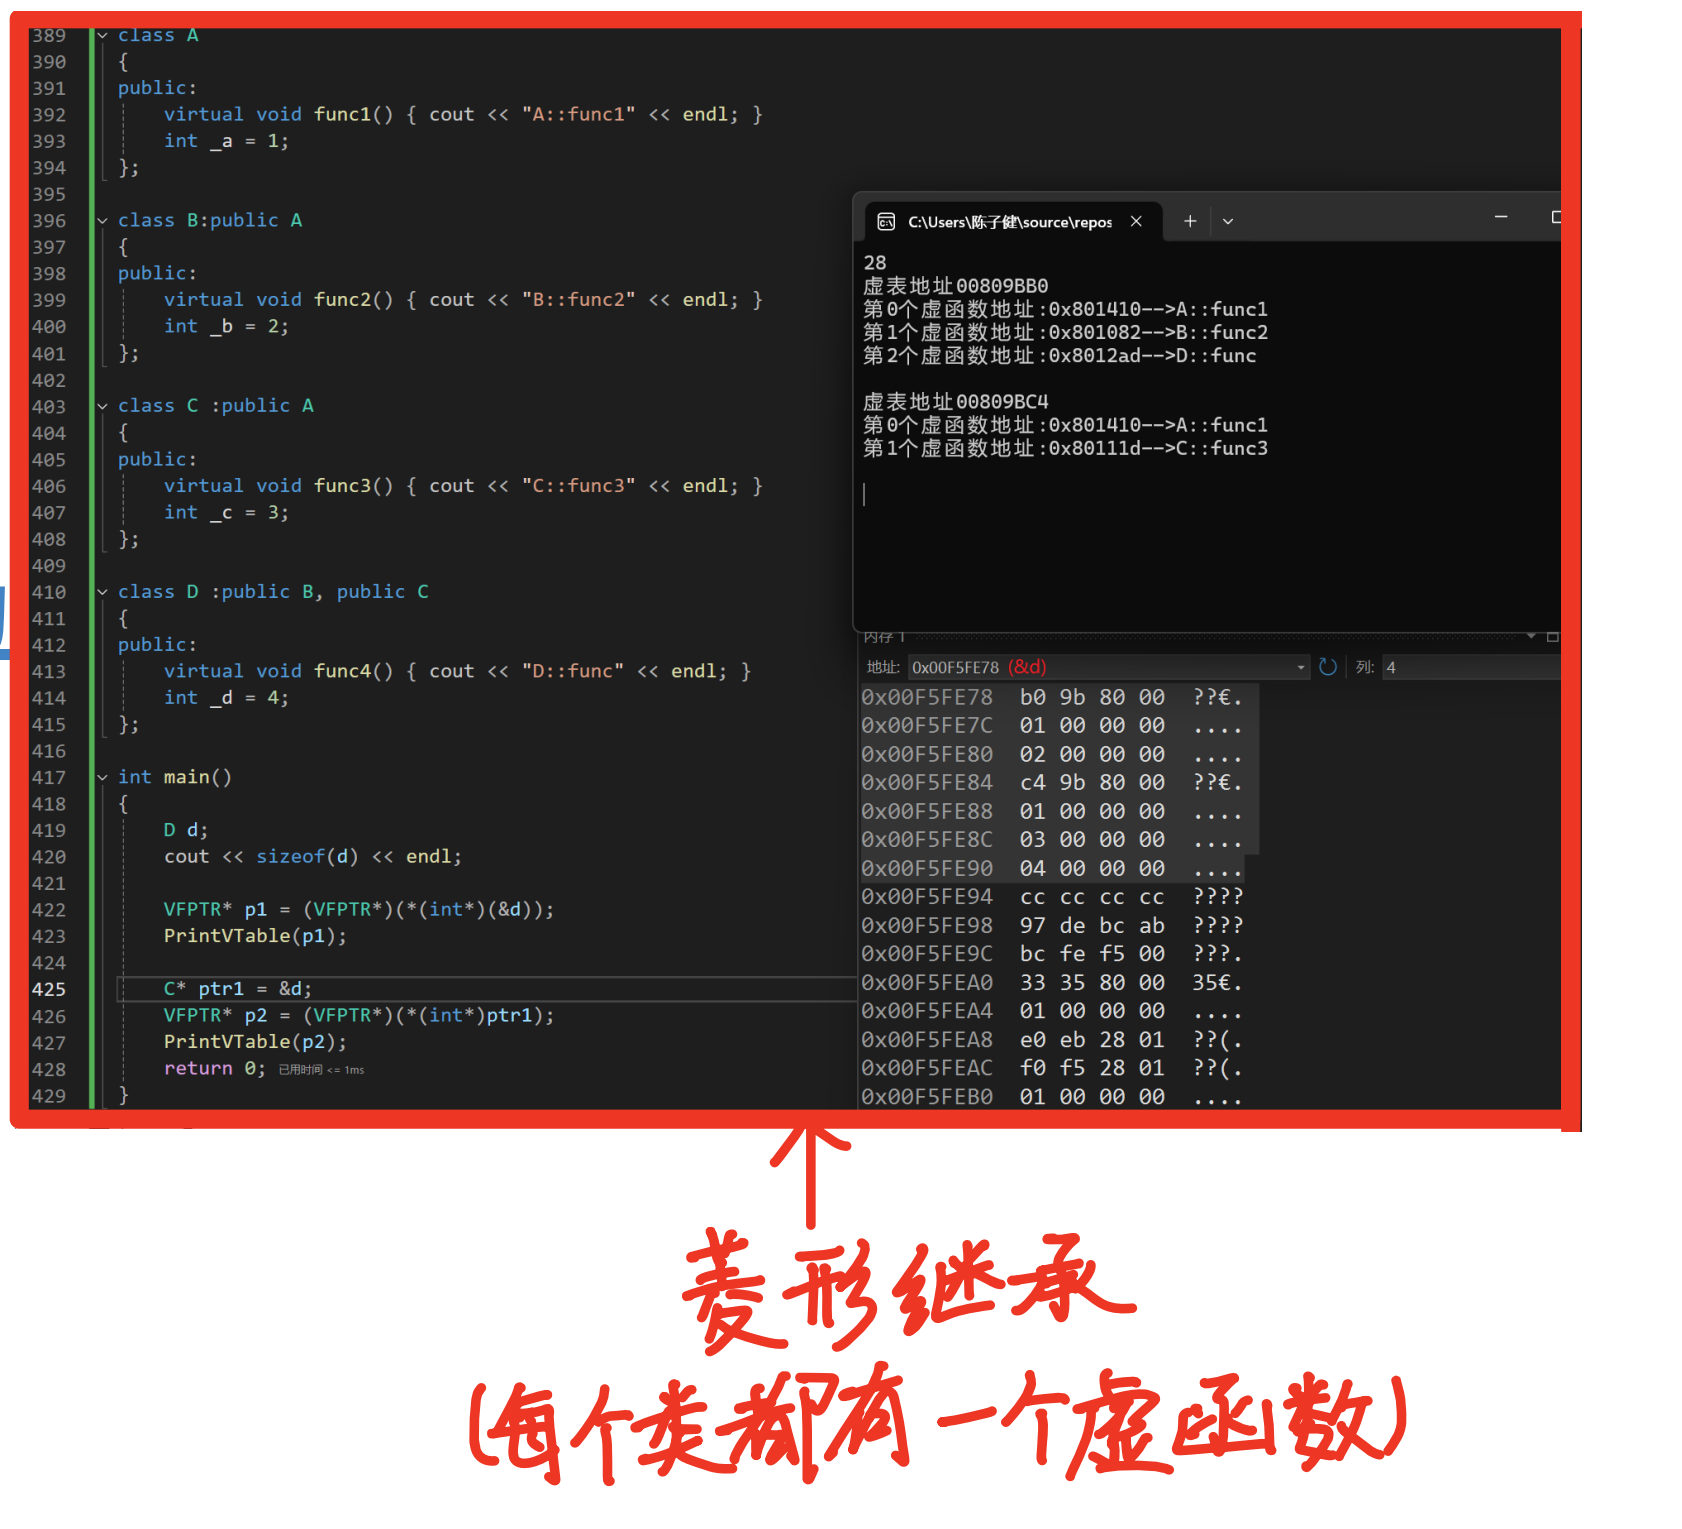 389 class A
390 {
391 public:
392 virtual void func1() { cout << "A::func1" << endl; }
393 int _a = 1;
394 };
395
396 class B:public A
397 {
398 public:
399 virtual void func2() { cout << "B::func2" << endl; }
400 int _b = 2;
401 };
402
403 class C :public A
404 {
405 public:
406 virtual void func3() { cout << "C::func3" << endl; }
407 int _c = 3;
408 };
409
410 class D :public B, public C
411 {
412 public:
413 virtual void func4() { cout << "D::func" << endl; }
414 int _d = 4;
415 };
416
417 int main()
418 {
419 D d;
420 cout << sizeof(d) << endl;
421
422 VFPTR* p1 = (VFPTR*)(*(int*)(&d));
423 PrintVTable(p1);
424
425 C* ptr1 = &d;
426 VFPTR* p2 = (VFPTR*)(*(int*)ptr1);
427 PrintVTable(p2);
428 return 0; 已用时间 <= 1ms
429 }
C:\Users\陈子健\source\repos
28
虚表地址00809BB0
第0个虚函数地址:0x801410-->A::func1
第1个虚函数地址:0x801082-->B::func2
第2个虚函数地址:0x8012ad-->D::func
虚表地址00809BC4
第0个虚函数地址:0x801410-->A::func1
第1个虚函数地址:0x80111d-->C::func3
内存 1
地址: 0x00F5FE78 (&d) 列: 4
0x00F5FE78 b0 9b 80 00 ??€.
0x00F5FE7C 01 00 00 00 ....
0x00F5FE80 02 00 00 00 ....
0x00F5FE84 c4 9b 80 00 ??€.
0x00F5FE88 01 00 00 00 ....
0x00F5FE8C 03 00 00 00 ....
0x00F5FE90 04 00 00 00 ....
0x00F5FE94 cc cc cc cc ????
0x00F5FE98 97 de bc ab ????
0x00F5FE9C bc fe f5 00 ???.
0x00F5FEA0 33 35 80 00 35€.
0x00F5FEA4 01 00 00 00 ....
0x00F5FEA8 e0 eb 28 01 ??(.
0x00F5FEAC f0 f5 28 01 ??(.
0x00F5FEB0 01 00 00 00 ....
菱形继承
(每个类都有一个虚函数)